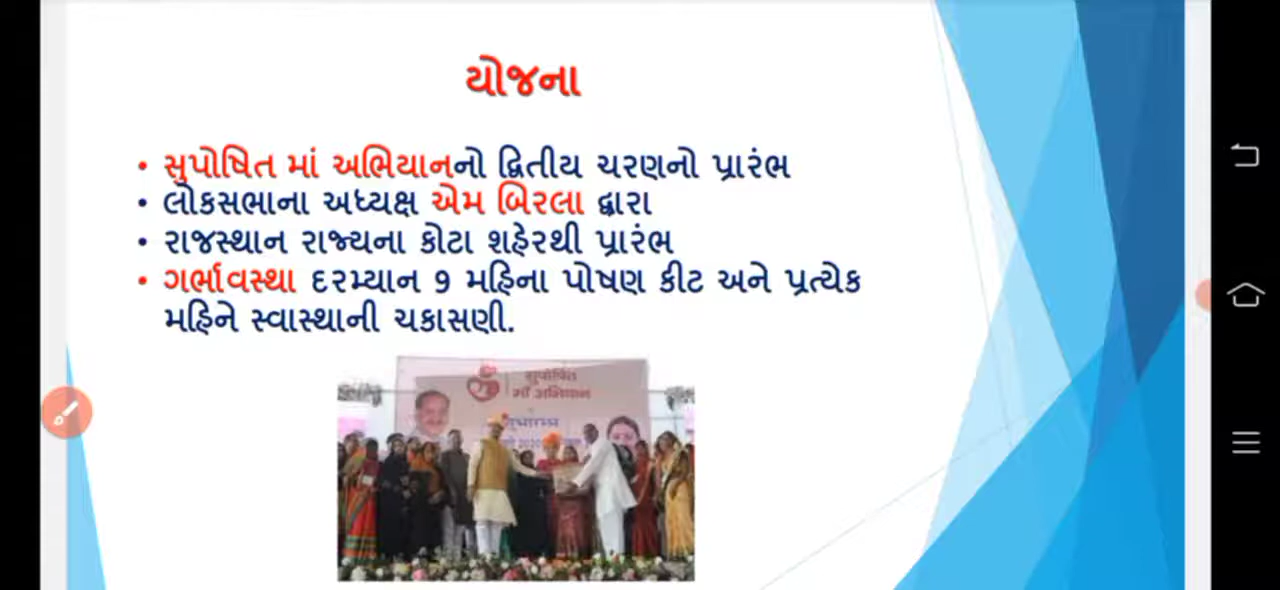 યોજના
• સુપોષિત માં અભિયાનનો દ્વિતીય ચરણનો પ્રારંભ
• લોકસભાના અધ્યક્ષ એમ બિરલા દ્વારા
• રાજસ્થાન રાજ્યના કોટા શહેરથી પ્રારંભ
• ગર્ભાવસ્થા દરમ્યાન 9 મહિના પોષણ કીટ અને પ્રત્યેક
મહિને સ્વાસ્થાની ચકાસણી.
सुपोषित
माँ अभियान